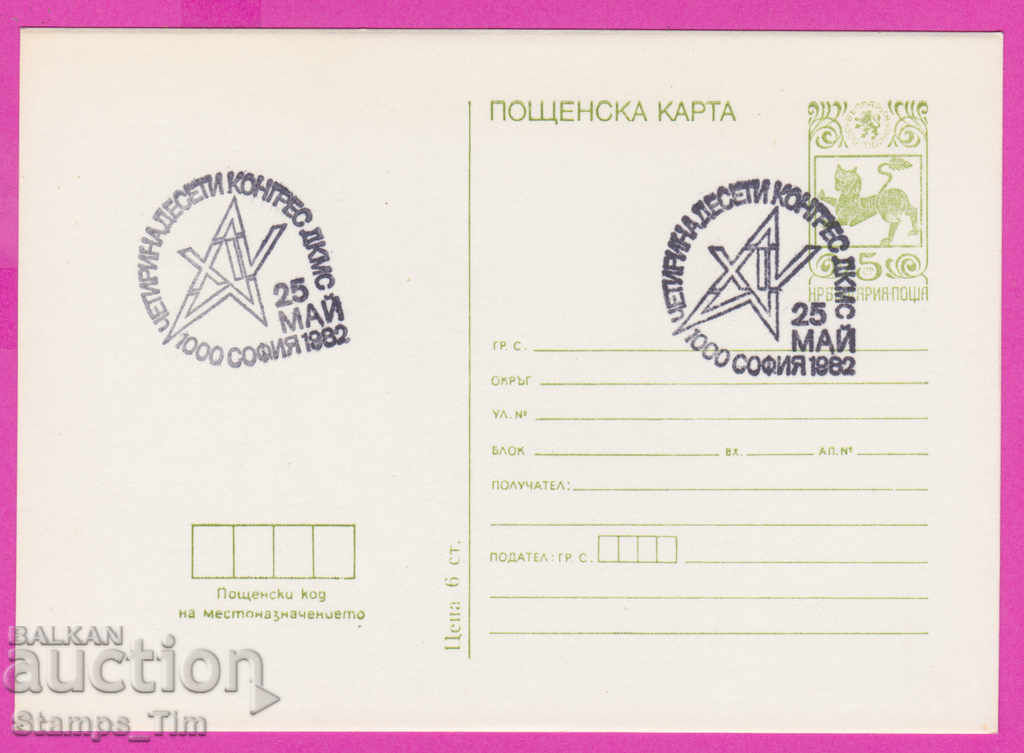 ПОЩЕНСКА КАРТА
5
НР БЪЛГАРИЯ·ПОЩА
ЧЕТИРИНАДЕСЕТИ КОНГРЕС ДКМС
XIV
25
МАЙ
1000 СОФИЯ 1982
ЧЕТИРИНАДЕСЕТИ КОНГРЕС ДКМС
XIV
25
МАЙ
1000 СОФИЯ 1982
ГР. С.
ОКРЪГ
УЛ. №
БЛОК ВХ. АП. №
ПОЛУЧАТЕЛ:
ПОДАТЕЛ: ГР. С.
Цена 6 ст.
Пощенски код
на местоназначението
BALKAN
auction
Stamps_Tim